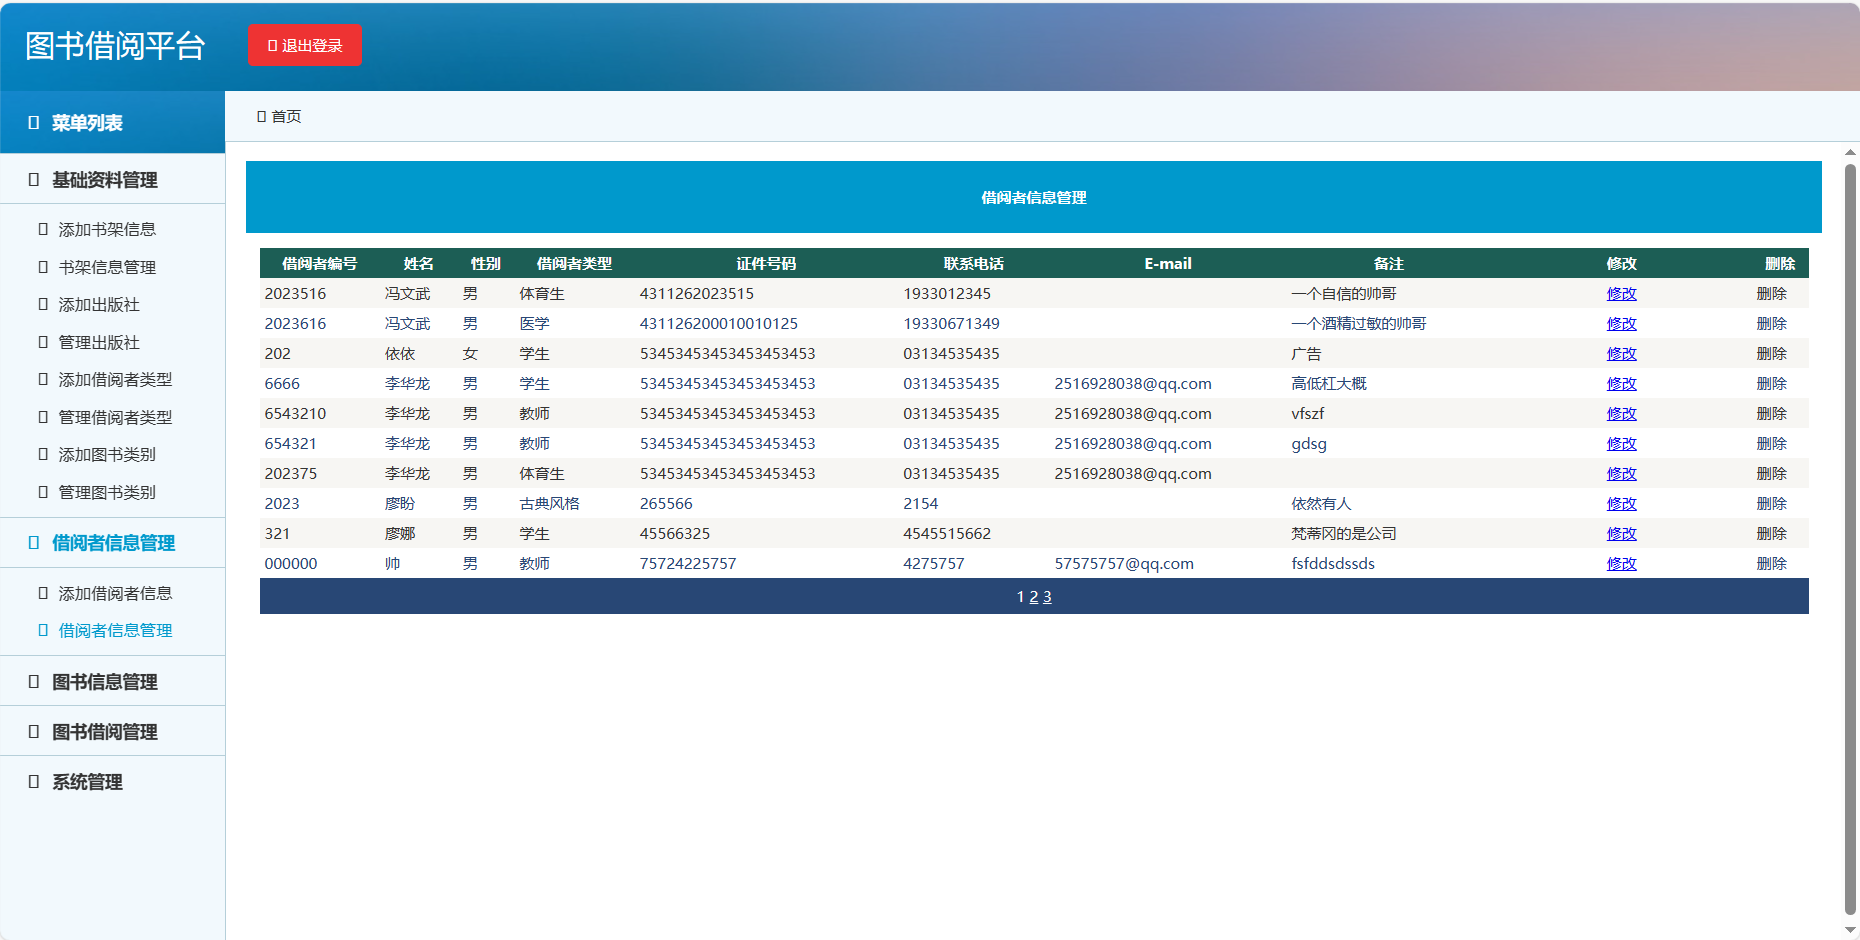 图书借阅平台
退出登录
菜单列表
首页
基础资料管理
添加书架信息
书架信息管理
添加出版社
管理出版社
添加借阅者类型
管理借阅者类型
添加图书类别
管理图书类别
借阅者信息管理
添加借阅者信息
借阅者信息管理
图书信息管理
图书借阅管理
系统管理
借阅者信息管理
借阅者编号 姓名 性别 借阅者类型 证件号码 联系电话 E-mail 备注 修改 删除
2023516 冯文武 男 体育生 4311262023515 1933012345 一个自信的帅哥 修改 删除
2023616 冯文武 男 医学 431126200010010125 19330671349 一个酒精过敏的帅哥 修改 删除
202 依依 女 学生 53453453453453453453 03134535435 广告 修改 删除
6666 李华龙 男 学生 53453453453453453453 03134535435 2516928038@qq.com 高低杠大概 修改 删除
6543210 李华龙 男 教师 53453453453453453453 03134535435 2516928038@qq.com vfszf 修改 删除
654321 李华龙 男 教师 53453453453453453453 03134535435 2516928038@qq.com gdsg 修改 删除
202375 李华龙 男 体育生 53453453453453453453 03134535435 2516928038@qq.com 修改 删除
2023 廖盼 男 古典风格 265566 2154 依然有人 修改 删除
321 廖娜 男 学生 45566325 4545515662 梵蒂冈的是公司 修改 删除
000000 帅 男 教师 75724225757 4275757 57575757@qq.com fsfddsdssds 修改 删除
1 2 3